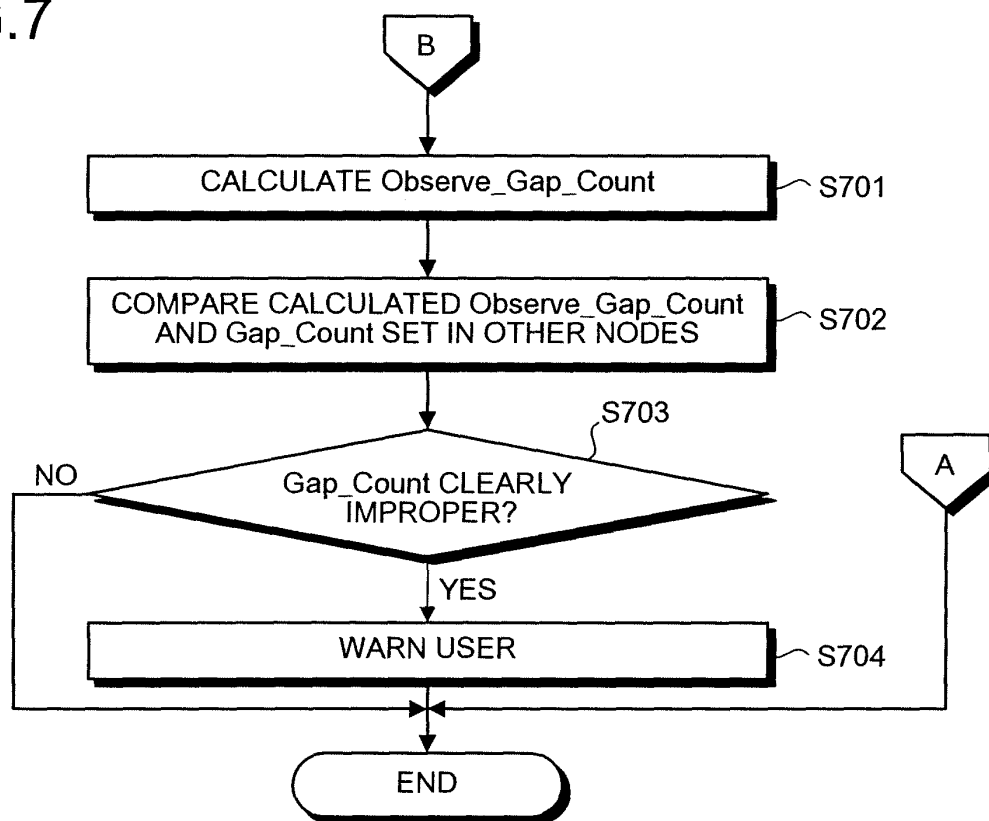 .7
B
CALCULATE Observe_Gap_Count
S701
COMPARE CALCULATED Observe_Gap_Count
AND Gap_Count SET IN OTHER NODES
S702
S703
NO
Gap_Count CLEARLY
IMPROPER?
A
YES
WARN USER
S704
END